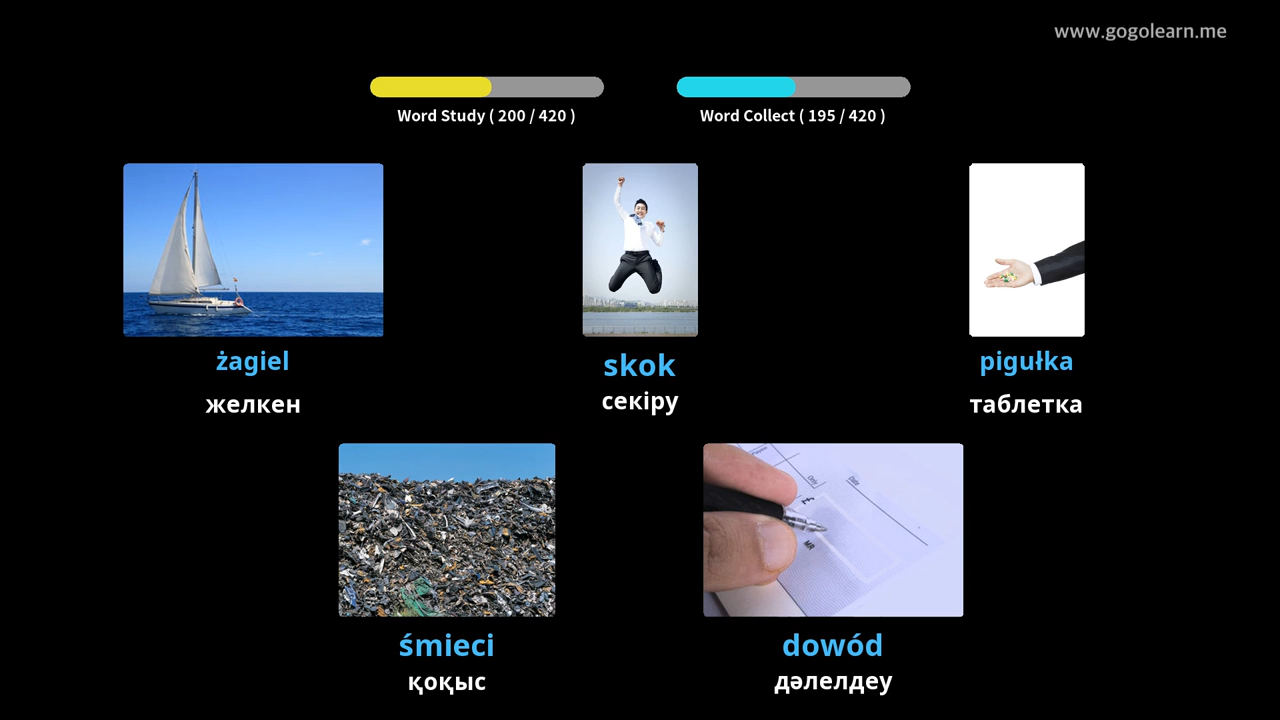 www.gogolearn.me
Word Study ( 200 / 420 )
Word Collect ( 195 / 420 )
żagiel
желкен
skok
секіру
pigułka
таблетка
śmieci
қоқыс
dowód
дәлелдеу